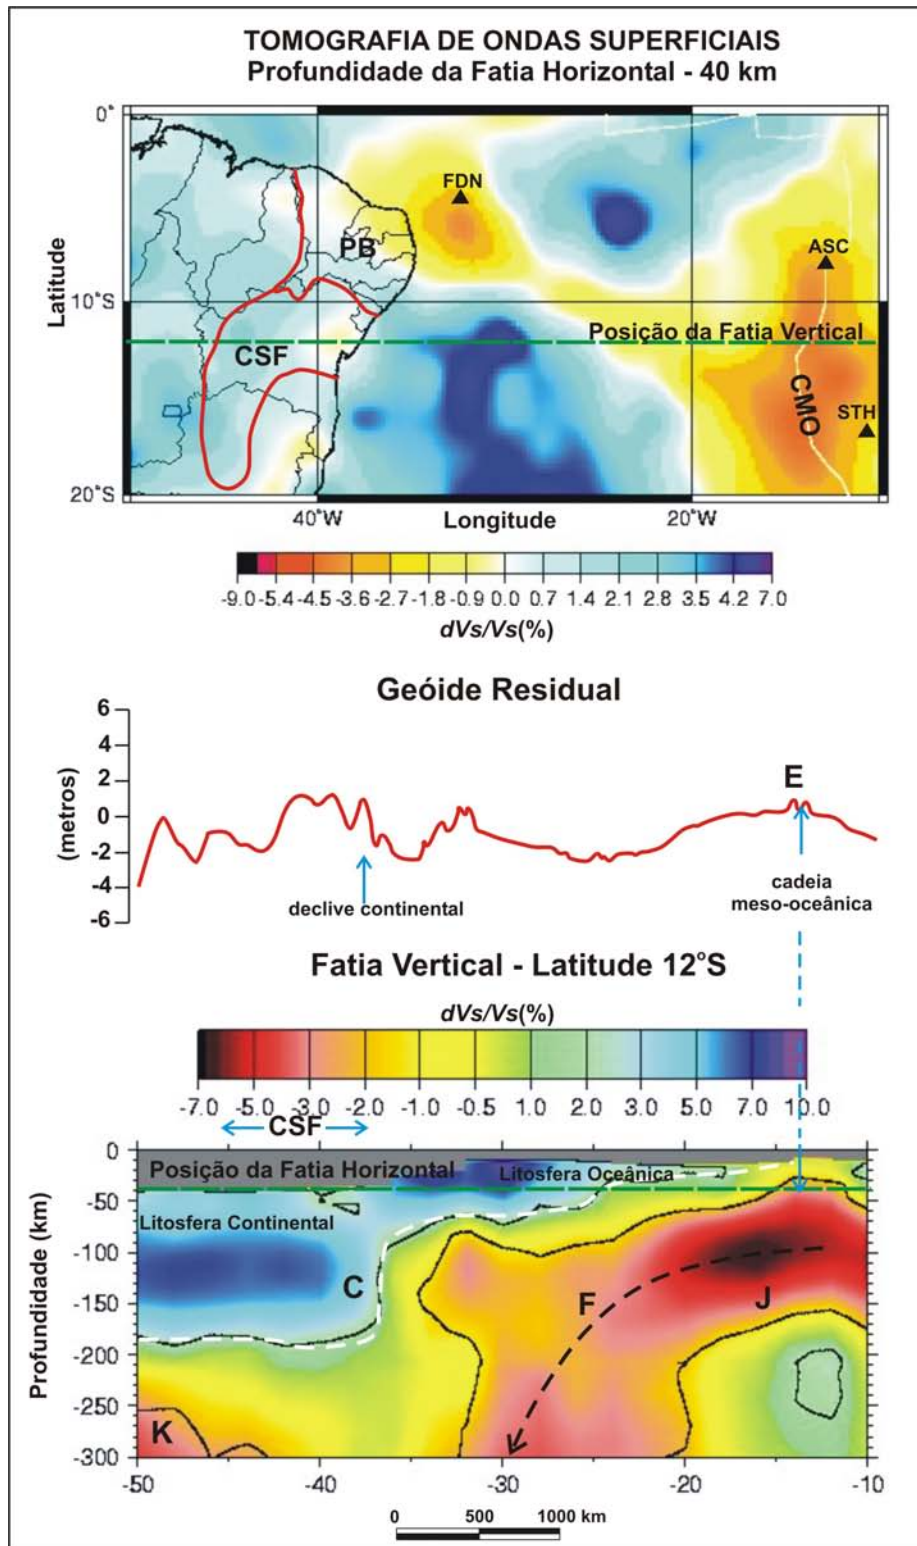 TOMOGRAFIA DE ONDAS SUPERFICIAIS
Profundidade da Fatia Horizontal - 40 km
0°
FDN
PB
ASC
Latitude
10°S
Posição da Fatia Vertical
CSF
CMO
STH
20°S
40°W
Longitude
20°W
-9.0 -5.4 -4.5 -3.6 -2.7 -1.8 -0.9 0.0 0.7 1.4 2.1 2.8 3.5 4.2 7.0
dVs/Vs(%)
Geóide Residual
6
4
2
0
-2
-4
-6
(metros)
E
declive continental
cadeia
meso-oceânica
Fatia Vertical - Latitude 12°S
dVs/Vs(%)
-7.0 -5.0 -3.0 -2.0 -1.0 -0.5 1.0 2.0 3.0 5.0 7.0 10.0
CSF
0
-50
-100
-150
-200
-250
-300
Profundidade (km)
Posição da Fatia Horizontal
Litosfera Oceânica
Litosfera Continental
C
F
J
K
-50 -40 -30 -20 -10
0 500 1000 km